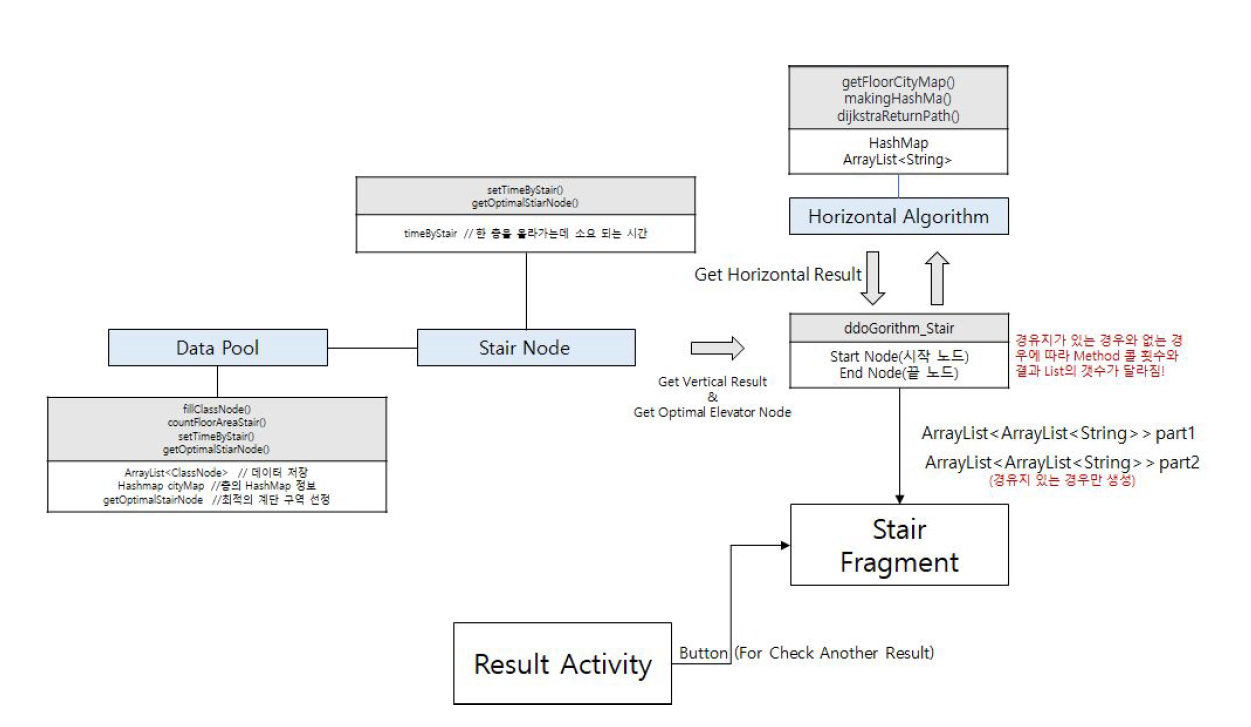 getFloorCityMap()
makingHashMa()
dijkstraReturnPath()
HashMap
ArrayList<String>
Horizontal Algorithm
setTimeByStair()
getOptimalStiarNode()
timeByStair // 한 층을 올라가는데 소요 되는 시간
Get Horizontal Result
Data Pool
Stair Node
ddoGorithm_Stair
Start Node(시작 노드)
End Node(끝 노드)
경유지가 있는 경우와 없는 경
우에 따라 Method 콜 횟수와
결과 List의 갯수가 달라짐!
Get Vertical Result
&
Get Optimal Elevator Node
fillClassNode()
countFloorAreaStair()
setTimeByStair()
getOptimalStiarNode()
ArrayList<ClassNode> // 데이터 저장
Hashmap cityMap //층의 HashMap 정보
getOptimalStairNode //최적의 계단 구역 선정
ArrayList<ArrayList<String>> part1
ArrayList<ArrayList<String>> part2
(경유지 있는 경우만 생성)
Stair
Fragment
Result Activity
Button (For Check Another Result)